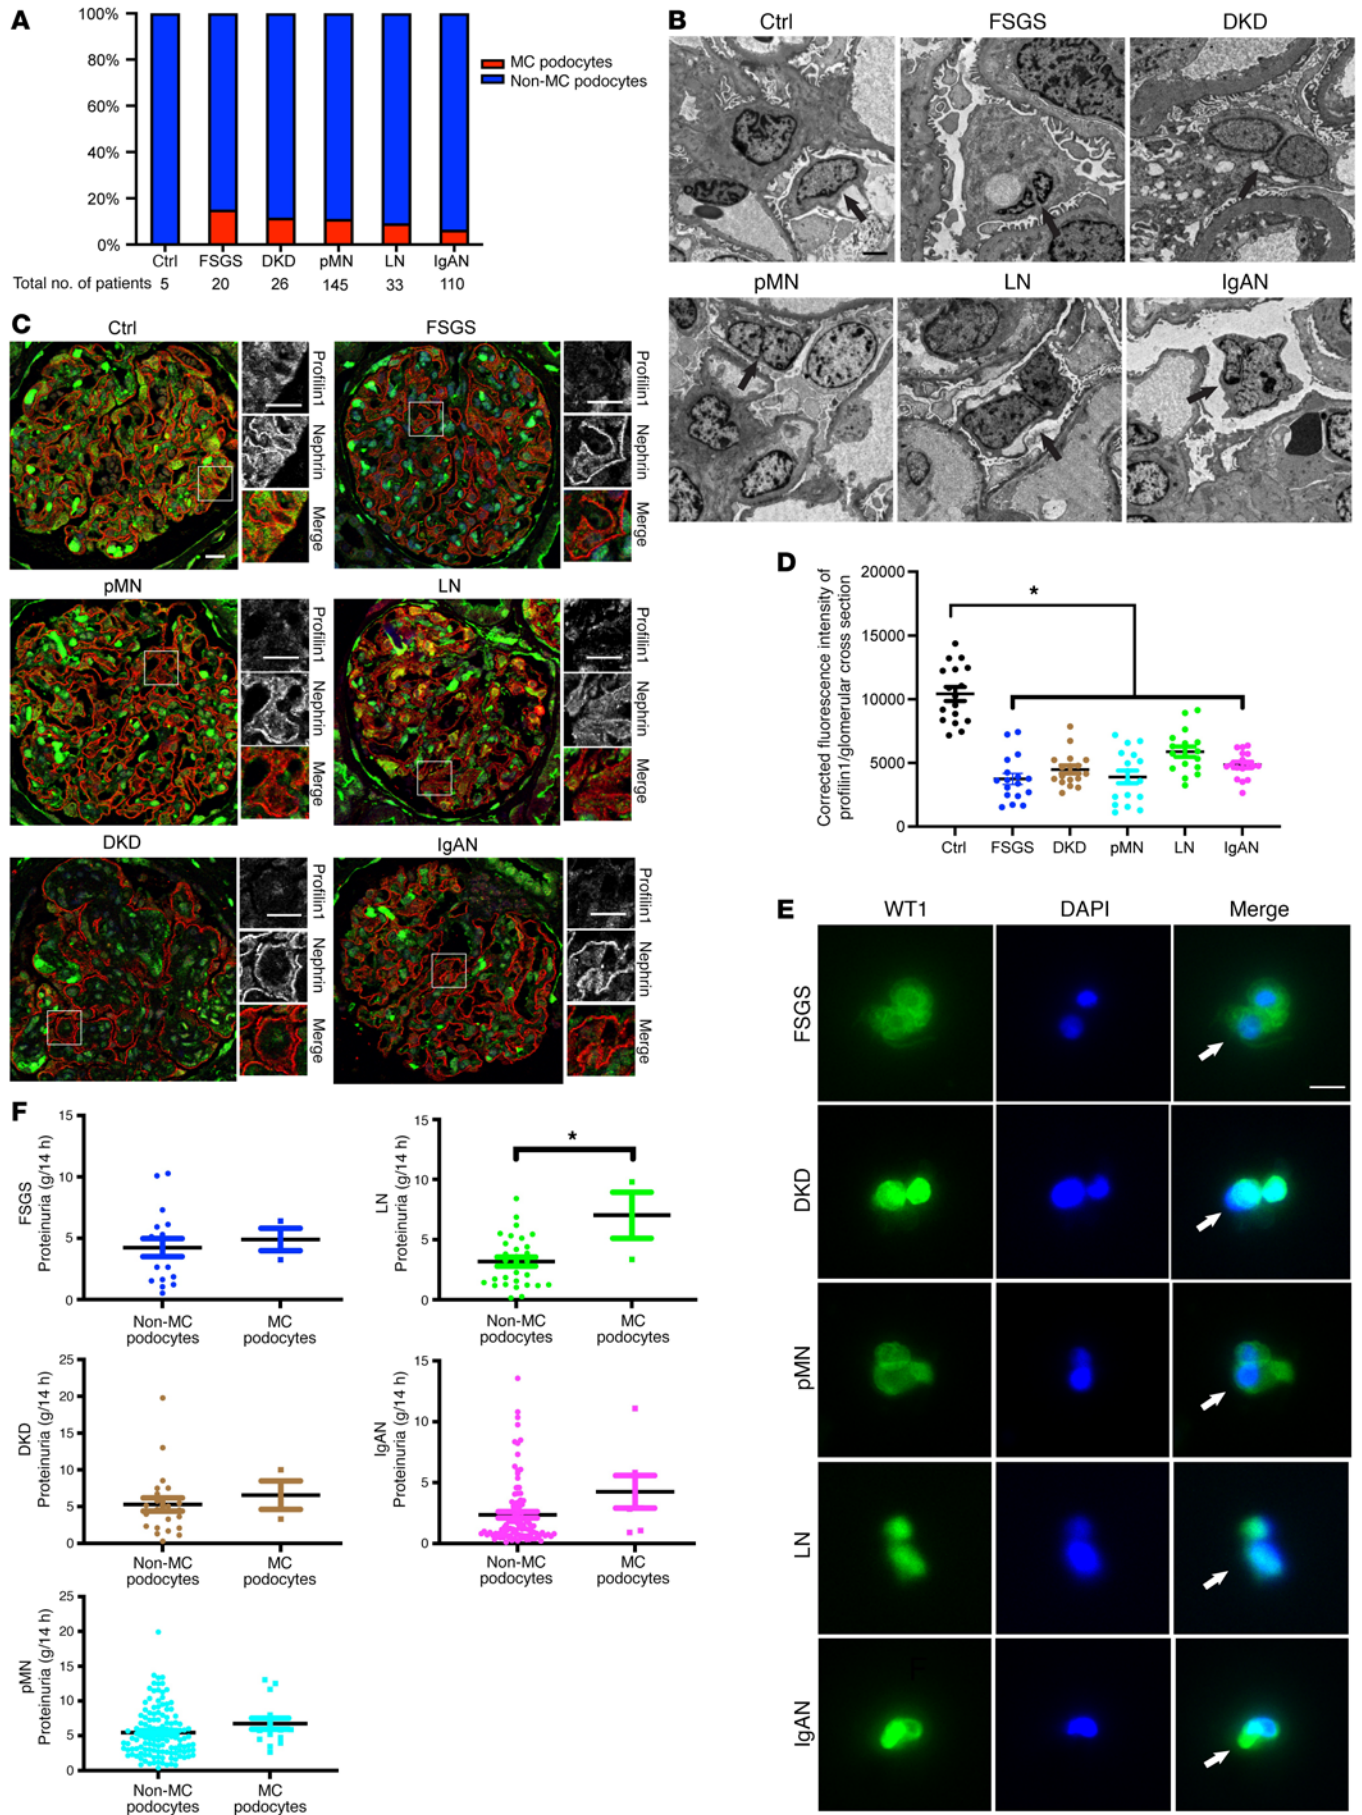 A
100%
80%
60%
40%
20%
0%
Ctrl FSGS DKD pMN LN IgAN
Total no. of patients 5 20 26 145 33 110
MC podocytes
Non-MC podocytes
B
Ctrl FSGS DKD
pMN LN IgAN
C
Ctrl FSGS
Profilin1 Nephrin Merge
Profilin1 Nephrin Merge
pMN LN
Profilin1 Nephrin Merge
Profilin1 Nephrin Merge
DKD IgAN
Profilin1 Nephrin Merge
Profilin1 Nephrin Merge
D
Corrected fluorescence intensity of
profilin1/glomerular cross section
20000
15000
10000
5000
0
*
Ctrl FSGS DKD pMN LN IgAN
E
WT1 DAPI Merge
FSGS
DKD
pMN
LN
IgAN
F
FSGS
Proteinuria (g/14 h)
15
10
5
0
Non-MC podocytes
MC podocytes
LN
Proteinuria (g/14 h)
15
10
5
0
*
Non-MC podocytes
MC podocytes
DKD
Proteinuria (g/14 h)
25
20
15
10
5
0
Non-MC podocytes
MC podocytes
IgAN
Proteinuria (g/14 h)
15
10
5
0
Non-MC podocytes
MC podocytes
pMN
Proteinuria (g/14 h)
25
20
15
10
5
0
Non-MC podocytes
MC podocytes